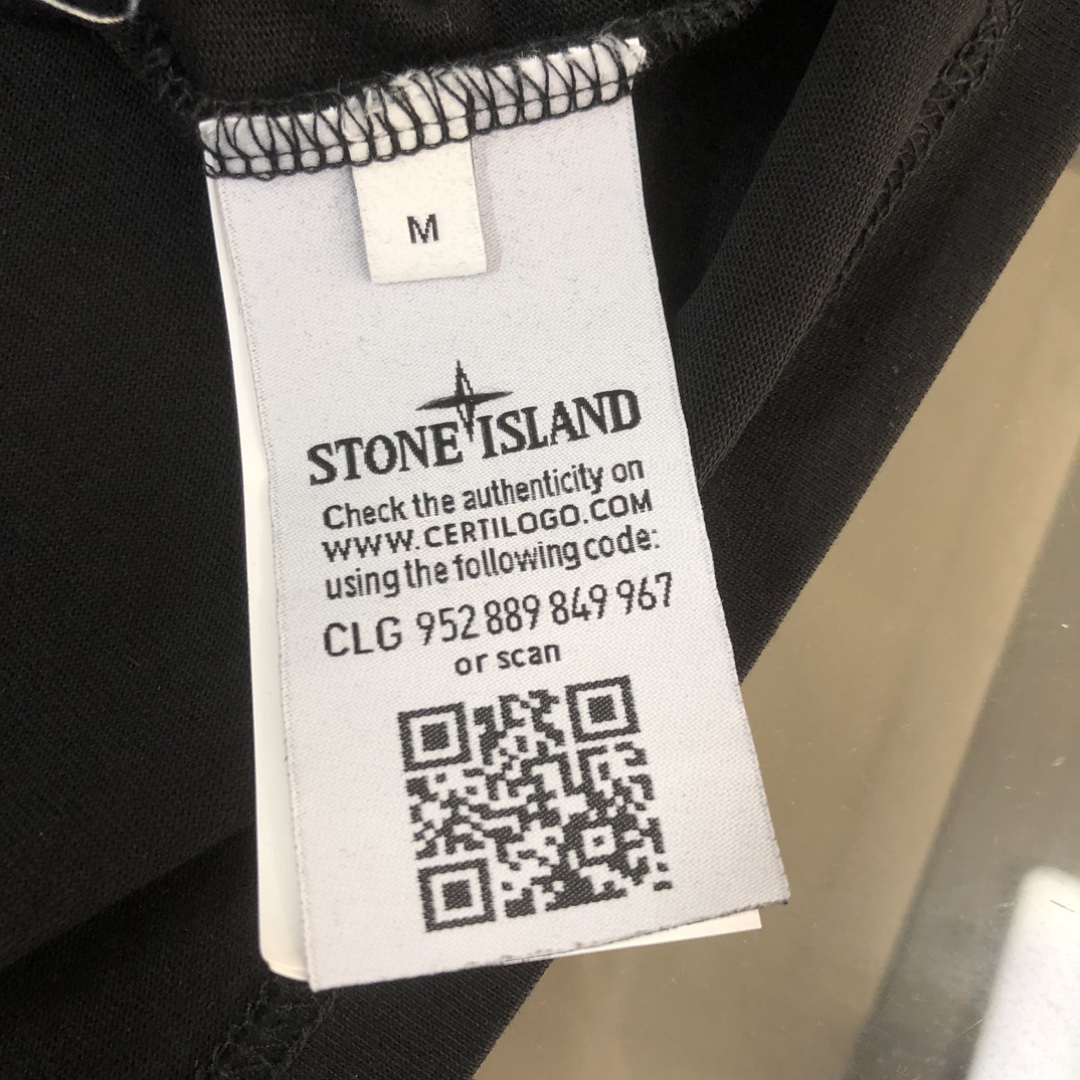 M
STONE ISLAND
Check the authenticity on
WWW.CERTILOGO.COM
using the following code:
CLG 952 889 849 967
or scan